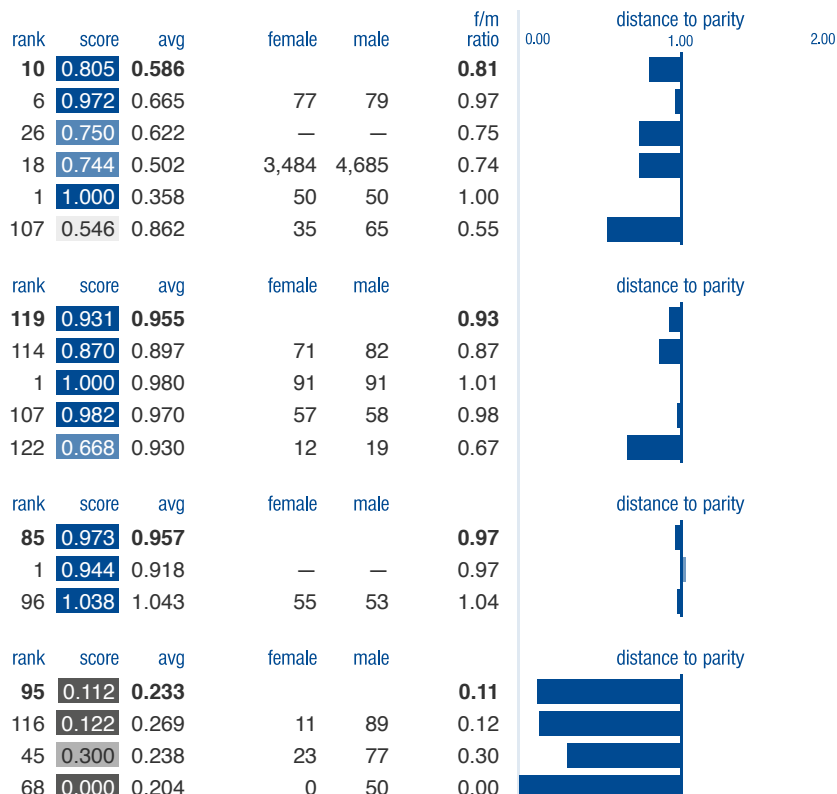 f/m
rank score avg female male ratio distance to parity
0.00 1.00 2.00
10 0.805 0.586 0.81
6 0.972 0.665 77 79 0.97
26 0.750 0.622 — — 0.75
18 0.744 0.502 3,484 4,685 0.74
1 1.000 0.358 50 50 1.00
107 0.546 0.862 35 65 0.55
rank score avg female male distance to parity
119 0.931 0.955 0.93
114 0.870 0.897 71 82 0.87
1 1.000 0.980 91 91 1.01
107 0.982 0.970 57 58 0.98
122 0.668 0.930 12 19 0.67
rank score avg female male distance to parity
85 0.973 0.957 0.97
1 0.944 0.918 — — 0.97
96 1.038 1.043 55 53 1.04
rank score avg female male distance to parity
95 0.112 0.233 0.11
116 0.122 0.269 11 89 0.12
45 0.300 0.238 23 77 0.30
68 0.000 0.204 0 50 0.00